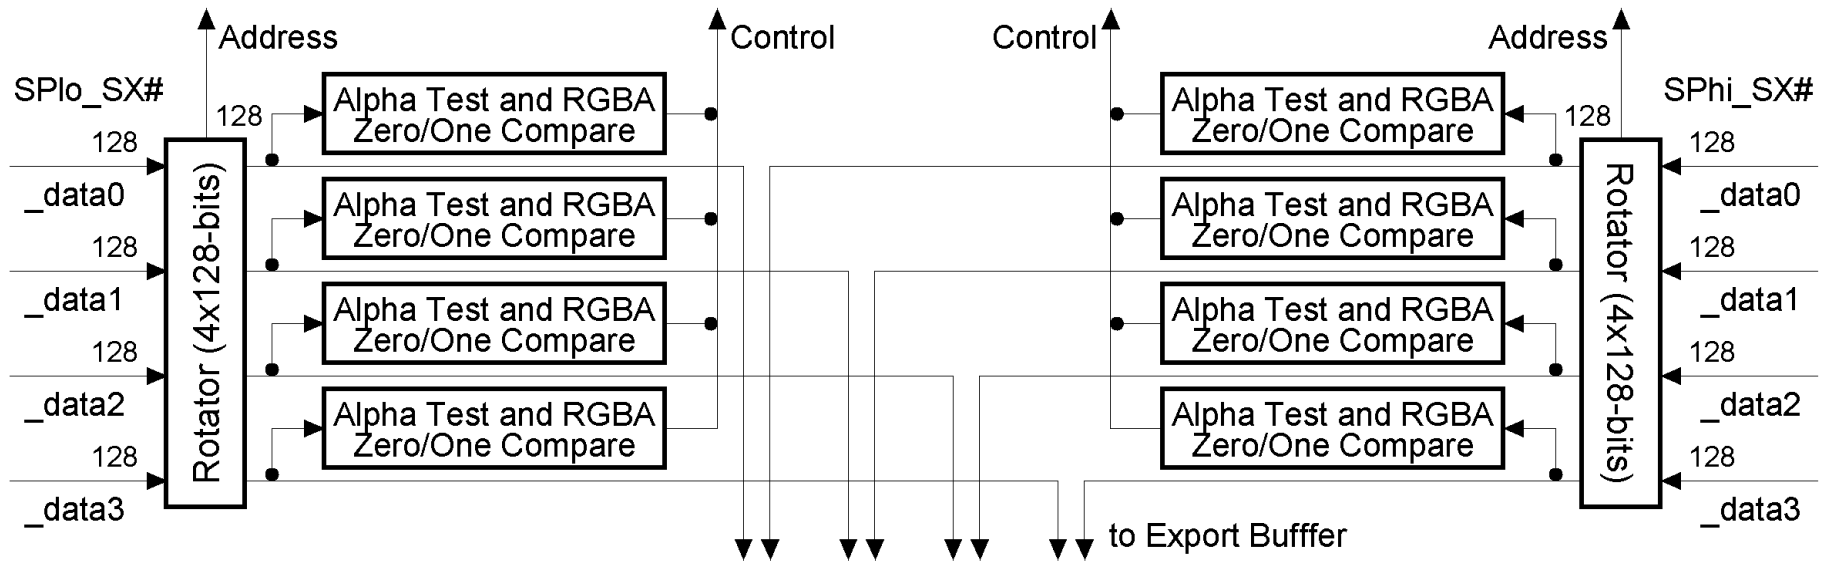 Address
Control
Control
Address
SPlo_SX#
128
Alpha Test and RGBA
Zero/One Compare
Alpha Test and RGBA
Zero/One Compare
128
SPhi_SX#
128
_data0
Rotator (4x128-bits)
Alpha Test and RGBA
Zero/One Compare
Alpha Test and RGBA
Zero/One Compare
Rotator (4x128-bits)
128
_data0
128
_data1
Alpha Test and RGBA
Zero/One Compare
Alpha Test and RGBA
Zero/One Compare
128
_data1
128
_data2
Alpha Test and RGBA
Zero/One Compare
Alpha Test and RGBA
Zero/One Compare
128
_data2
128
_data3
128
_data3
to Export Bufffer